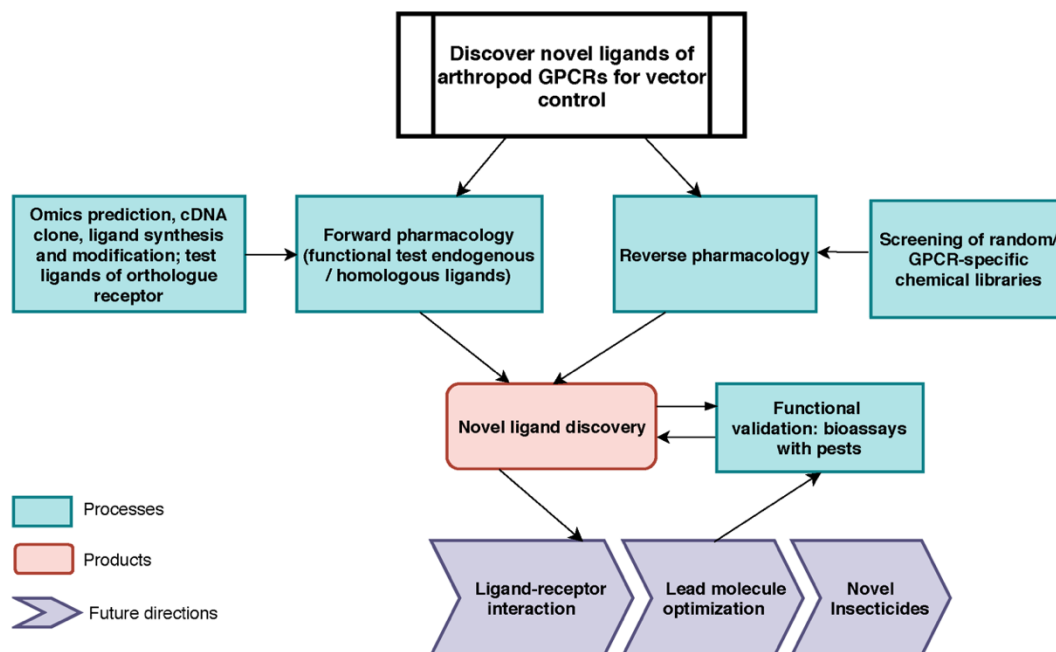 Discover novel ligands of
arthropod GPCRs for vector
control
Omics prediction, cDNA
clone, ligand synthesis
and modification; test
ligands of orthologue
receptor
Forward pharmacology
(functional test endogenous
/ homologous ligands)
Reverse pharmacology
Screening of random/
GPCR-specific
chemical libraries
Novel ligand discovery
Functional
validation: bioassays
with pests
Processes
Products
Future directions
Ligand-receptor
interaction
Lead molecule
optimization
Novel
Insecticides